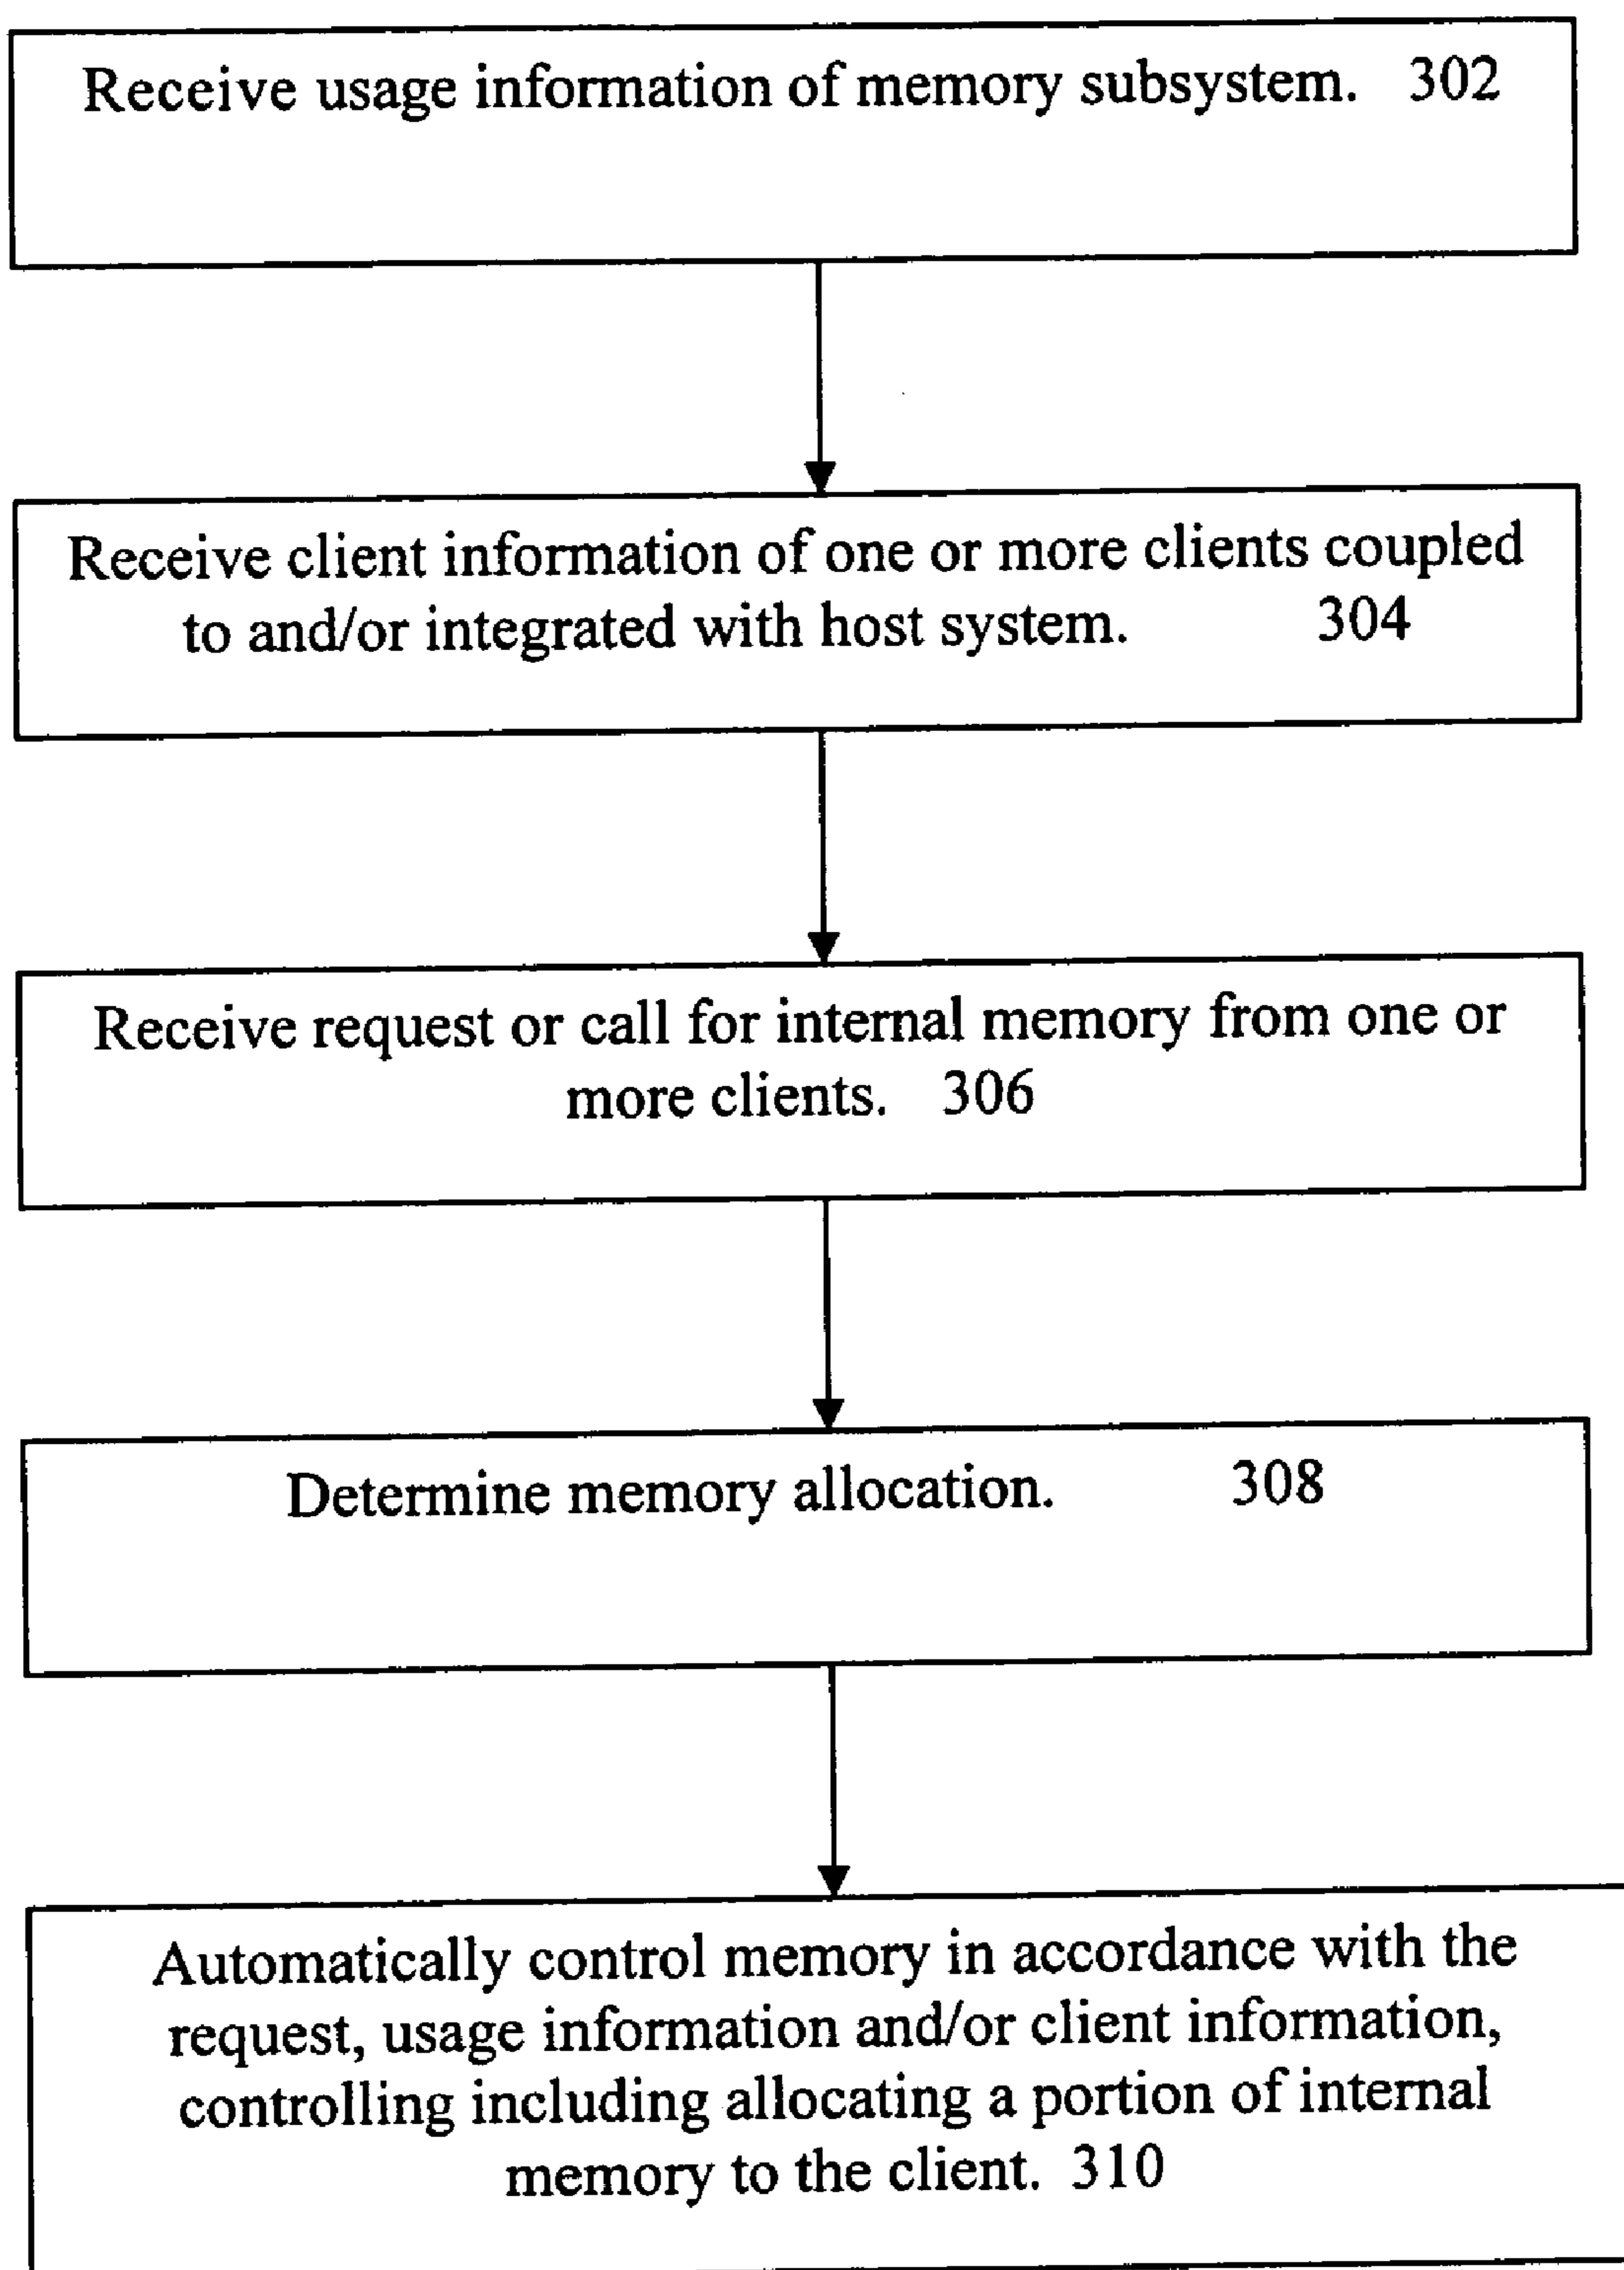 Receive usage information of memory subsystem. 302
Receive client information of one or more clients coupled
to and/or integrated with host system. 304
Receive request or call for internal memory from one or
more clients. 306
Determine memory allocation. 308
Automatically control memory in accordance with the
request, usage information and/or client information,
controlling including allocating a portion of internal
memory to the client. 310